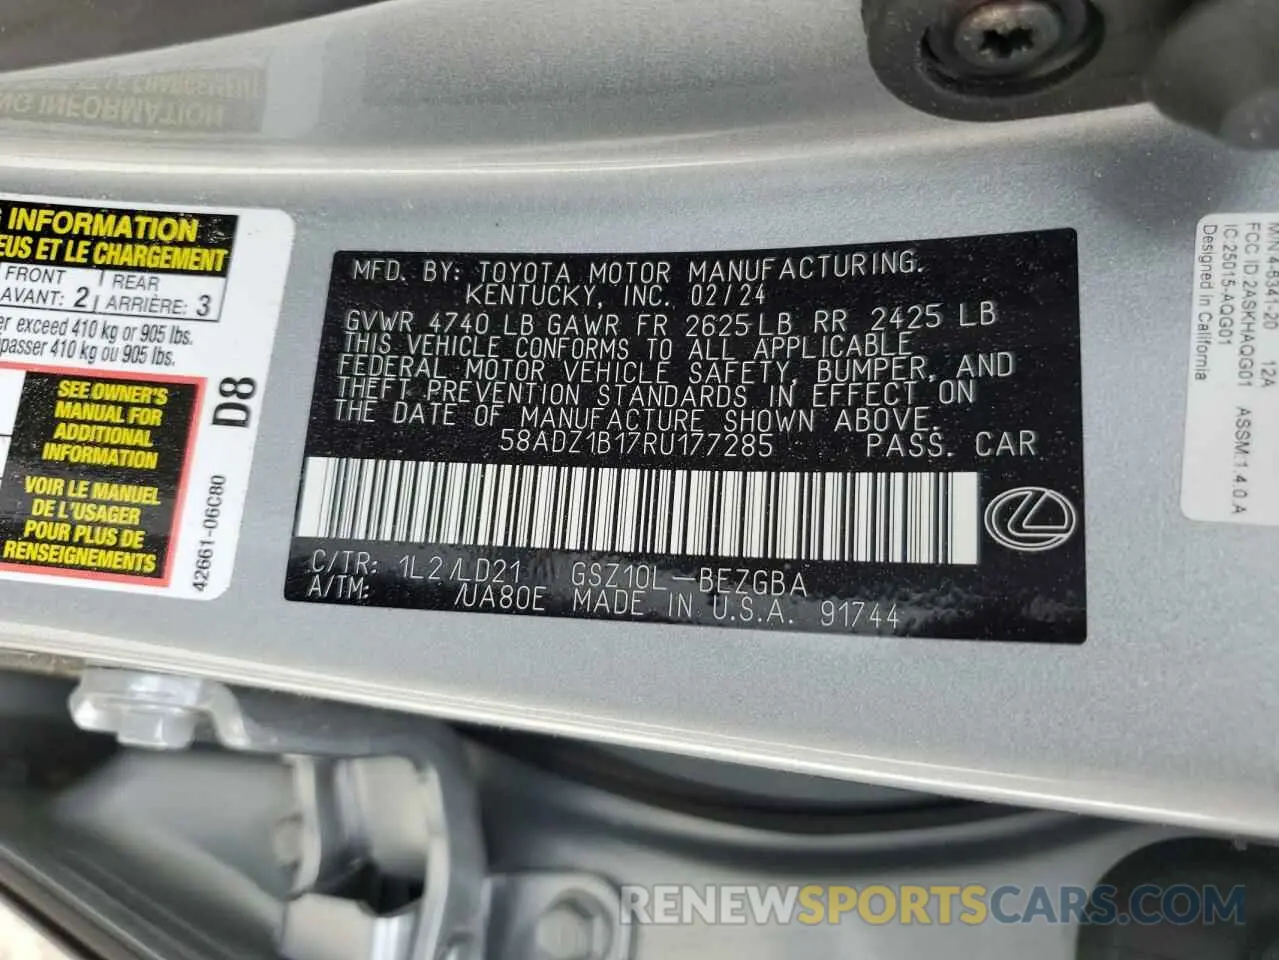 G INFORMATION
EUS ET LE CHARGEMENT
FRONT
AVANT: 2
REAR
ARRIÈRE: 3
er exceed 410 kg or 905 lbs.
passer 410 kg ou 905 lbs.
SEE OWNER'S
MANUAL FOR
ADDITIONAL
INFORMATION
VOIR LE MANUEL
DE L'USAGER
POUR PLUS DE
RENSEIGNEMENTS
D8
42661-06C80
MFD. BY: TOYOTA MOTOR MANUFACTURING.
KENTUCKY, INC. 02/24
GVWR 4740 LB GAWR FR 2625 LB RR 2425 LB
THIS VEHICLE CONFORMS TO ALL APPLICABLE
FEDERAL MOTOR VEHICLE SAFETY, BUMPER, AND
THEFT PREVENTION STANDARDS IN EFFECT ON
THE DATE OF MANUFACTURE SHOWN ABOVE.
58ADZ1B17RU177285 PASS. CAR
C/TR: 1L2/LD21 GSZ10L-BEZGBA
A/TM: /UA80E MADE IN U.S.A. 91744
12A
FCC ID:2ASKHAQG01 ASSM:1.4.0.A
IC:25015-AQG01
Designed in California
RENEWSPORTSCARS.COM